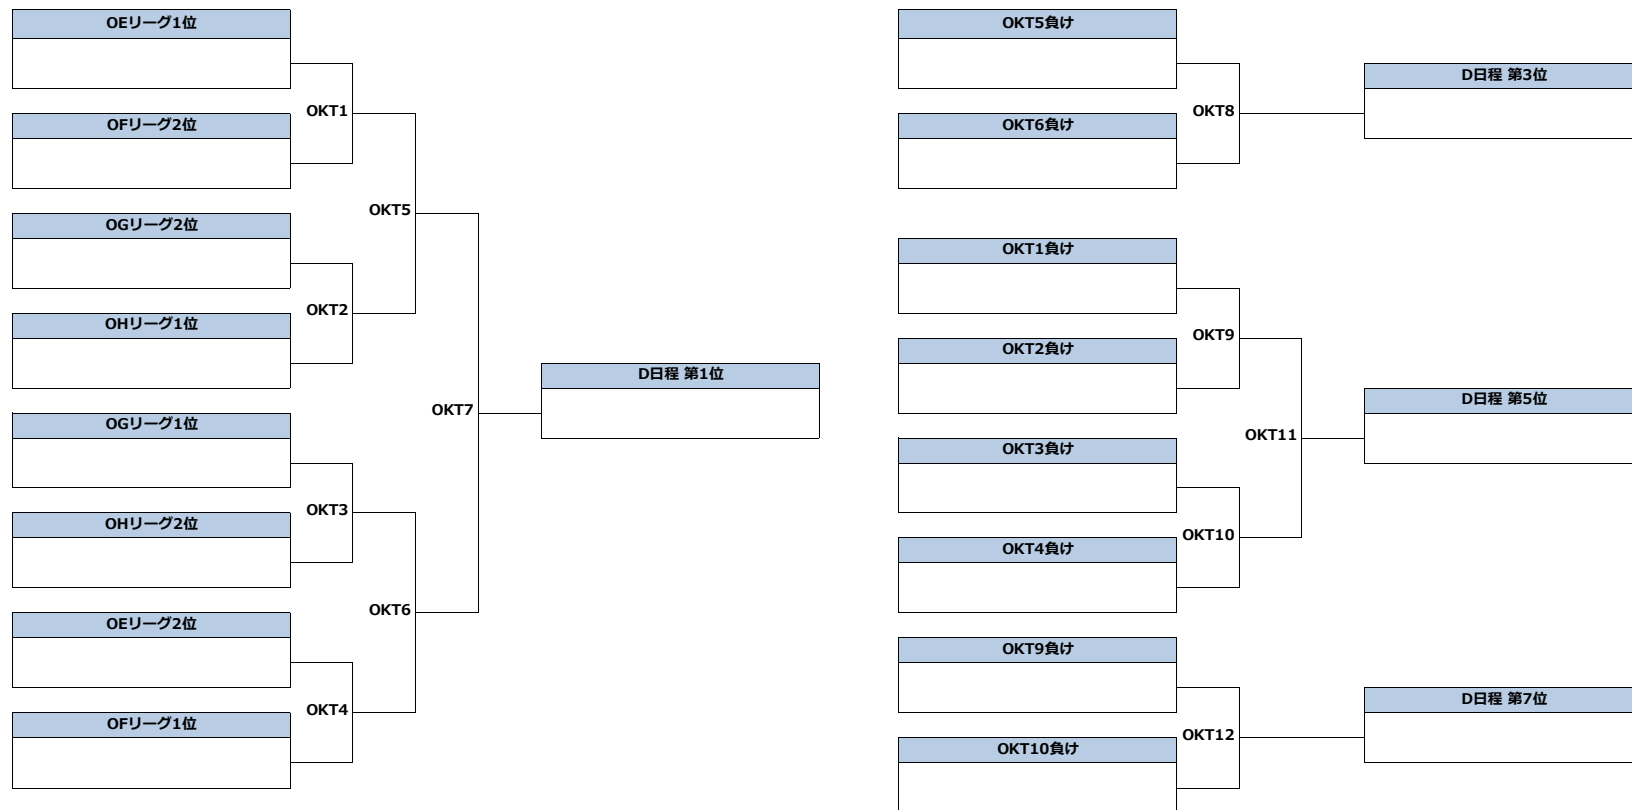 OEリーグ1位
OKT1
OFリーグ2位
OKT5
OGリーグ2位
OKT2
OHリーグ1位
OKT7
D日程 第1位
OGリーグ1位
OKT3
OHリーグ2位
OKT6
OEリーグ2位
OKT4
OFリーグ1位
OKT5負け
D日程 第3位
OKT8
OKT6負け
OKT1負け
OKT9
OKT2負け
D日程 第5位
OKT11
OKT3負け
OKT10
OKT4負け
OKT9負け
D日程 第7位
OKT12
OKT10負け